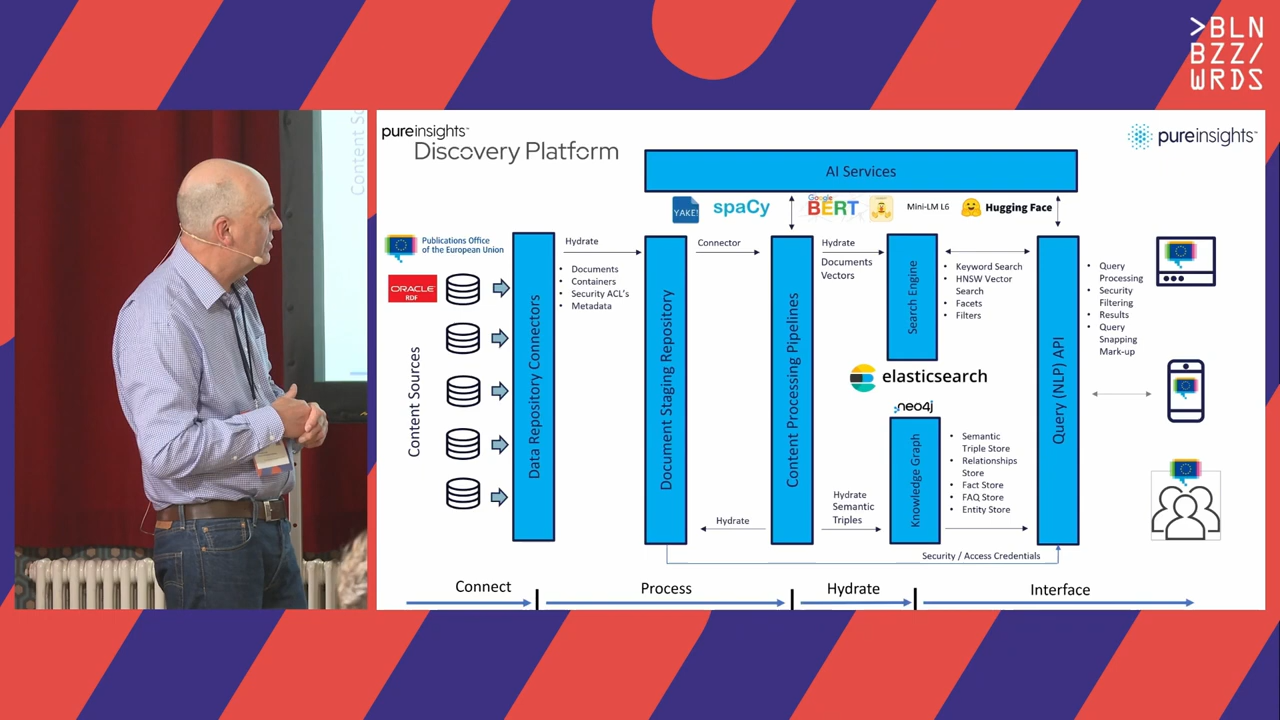 >BLN
BZZ/
WRDS
Content Sc
pureinsights™
Discovery Platform
pureinsights™
AI Services
YAKE!
spaCy
Google
BERT
Mini-LM L6
Hugging Face
Publications Office
of the European Union
ORACLE
RDF
Content Sources
Data Repository Connectors
Hydrate
• Documents
• Containers
• Security ACL's
• Metadata
Document Staging Repository
Connector
Hydrate
Content Processing Pipelines
Hydrate
Documents
Vectors
Search Engine
• Keyword Search
• HNSW Vector
Search
• Facets
• Filters
elasticsearch
neo4j
Hydrate
Semantic
Triples
Knowledge Graph
• Semantic
Triple Store
• Relationships
Store
• Fact Store
• FAQ Store
• Entity Store
Query (NLP) API
• Query
Processing
• Security
Filtering
• Results
• Query
Snapping
Mark-up
Security / Access Credentials
Connect
Process
Hydrate
Interface